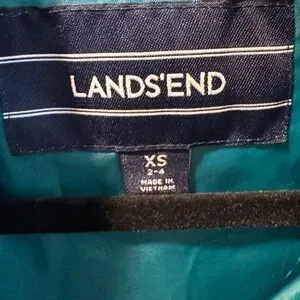 LANDS'END
XS
2-4
MADE IN
VIETNAM